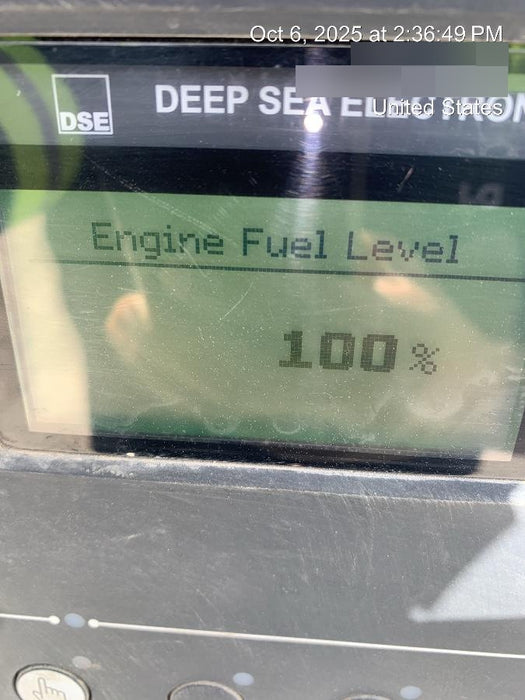 Oct 6, 2025 at 2:36:49 PM
United States
DSE
DEEP SEA
Engine Fuel Level
100 %